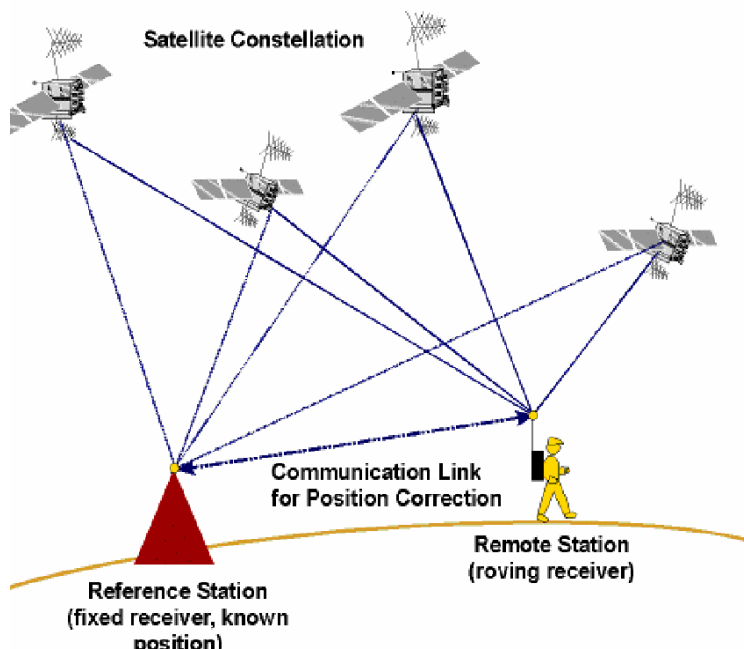 Satellite Constellation
Communication Link
for Position Correction
Remote Station
(roving receiver)
Reference Station
(fixed receiver, known
position)